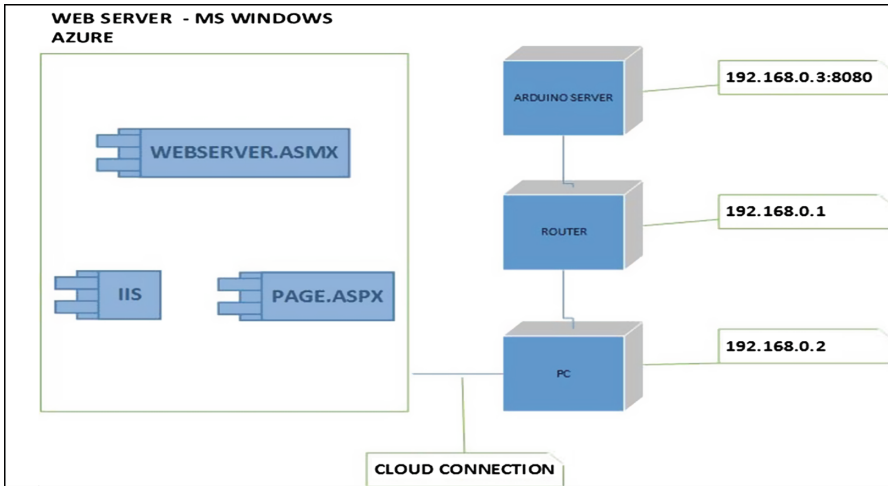 WEB SERVER - MS WINDOWS
AZURE
WEBSERVER.ASMX
IIS
PAGE.ASPX
ARDUINO SERVER
192.168.0.3:8080
ROUTER
192.168.0.1
PC
192.168.0.2
CLOUD CONNECTION